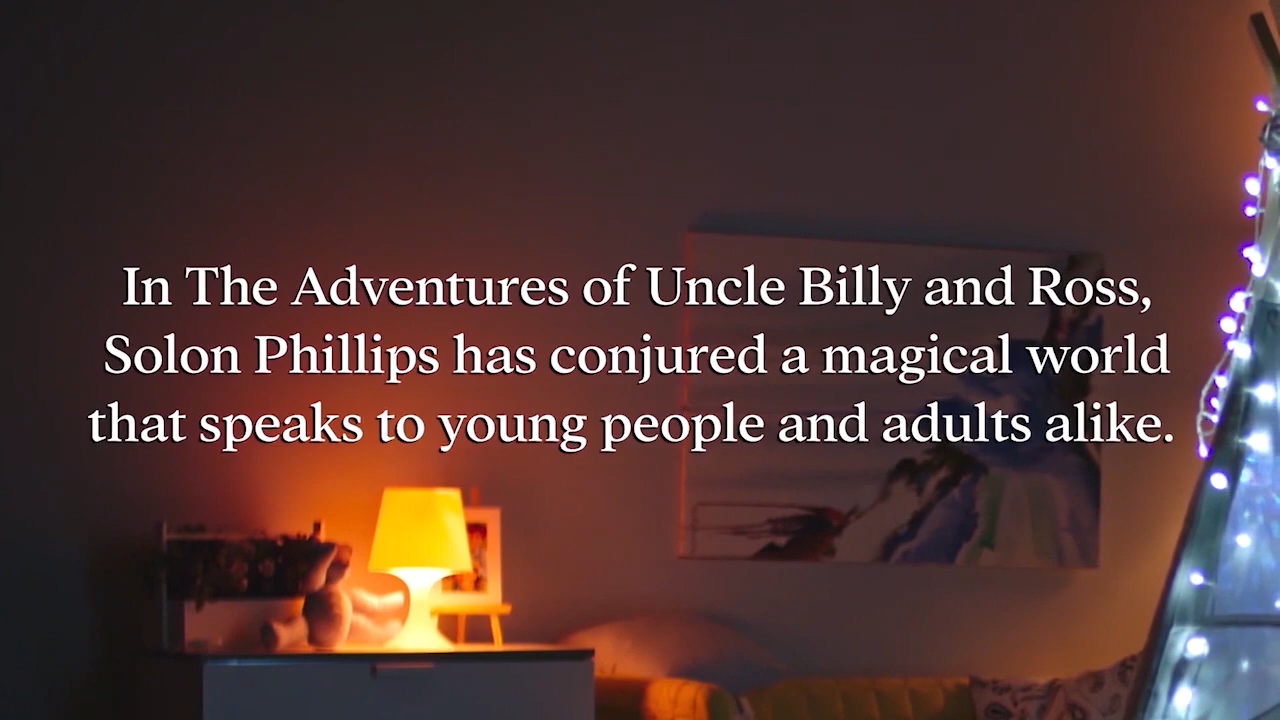 In The Adventures of Uncle Billy and Ross,
Solon Phillips has conjured a magical world
that speaks to young people and adults alike.